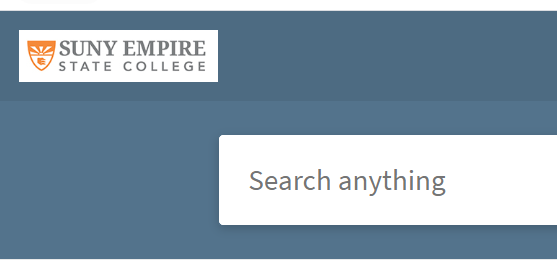 SUNY EMPIRE
STATE COLLEGE
Search anything